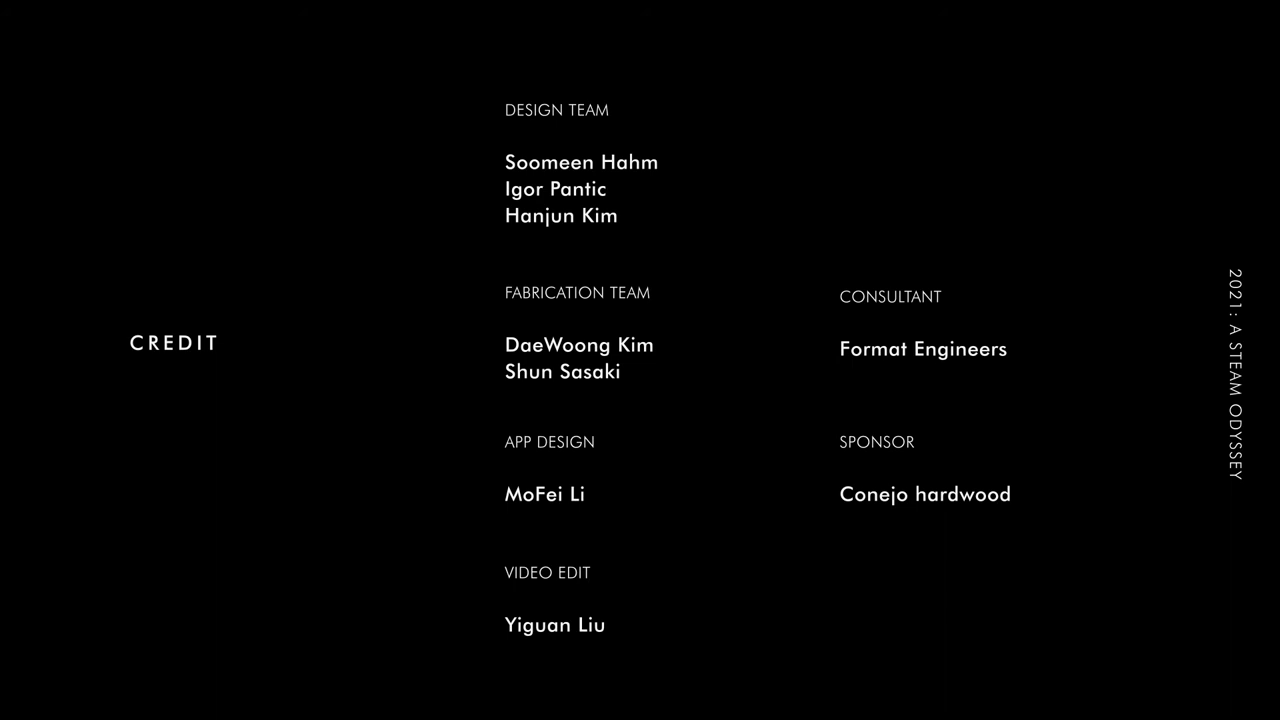 CREDIT
DESIGN TEAM
Soomeen Hahm
Igor Pantic
Hanjun Kim
FABRICATION TEAM
DaeWoong Kim
Shun Sasaki
APP DESIGN
MoFei Li
VIDEO EDIT
Yiguan Liu
CONSULTANT
Format Engineers
SPONSOR
Conejo hardwood
2021: A STEAM ODYSSEY